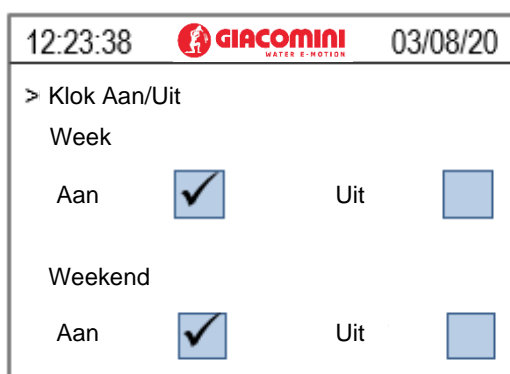 12:23:38 GIACOMINI 03/08/20
WATER E-MOTION
> Klok Aan/Uit
Week
Aan Uit
Weekend
Aan Uit